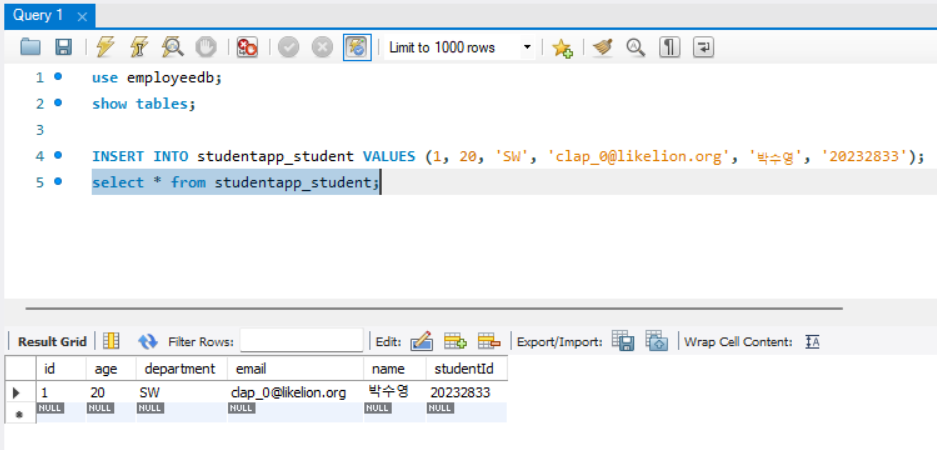 Query 1
Limit to 1000 rows
1 use employeedb;
2 show tables;
3
4 INSERT INTO studentapp_student VALUES (1, 20, 'SW', 'clap_0@likelion.org', '박수영', '20232833');
5 select * from studentapp_student;
Result Grid Filter Rows: Edit: Export/Import: Wrap Cell Content: IA
id age department email name studentId
1 20 SW clap_0@likelion.org 박수영 20232833
NULL NULL NULL NULL NULL NULL